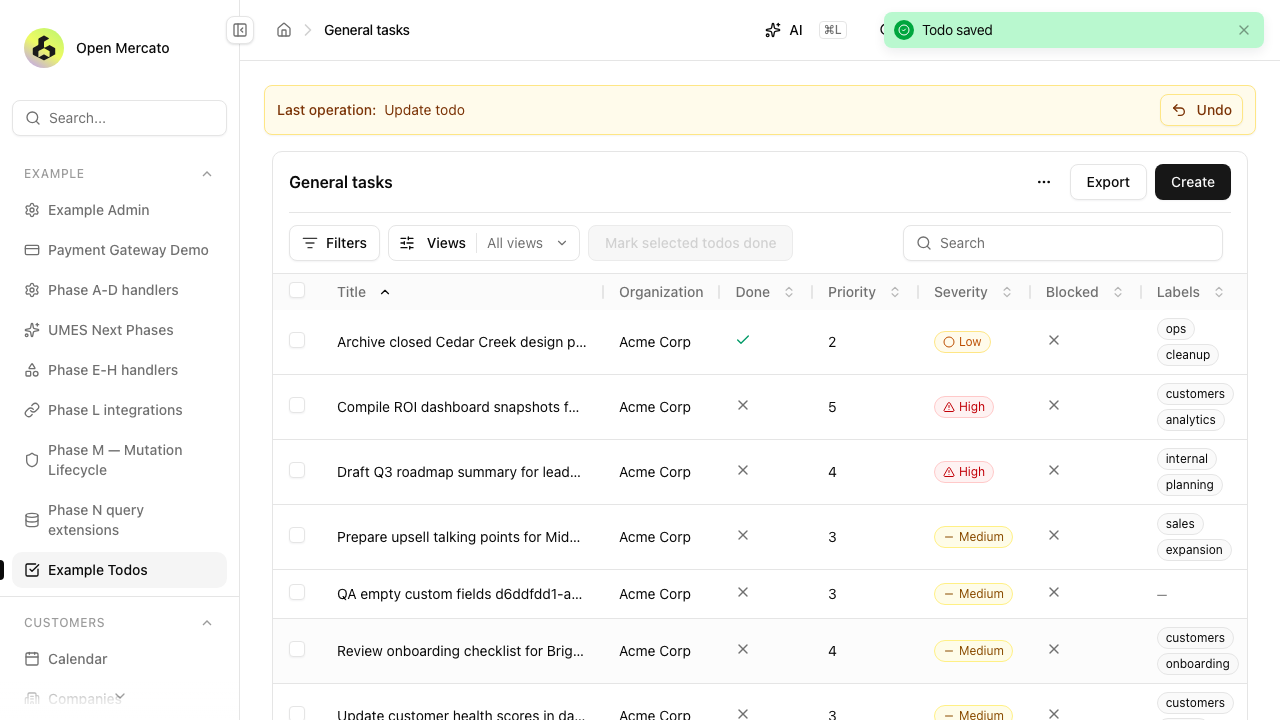 Open Mercato
General tasks
AI
⌘L
Todo saved
Search...
EXAMPLE
Example Admin
Payment Gateway Demo
Phase A-D handlers
UMES Next Phases
Phase E-H handlers
Phase L integrations
Phase M — Mutation
Lifecycle
Phase N query
extensions
Example Todos
CUSTOMERS
Calendar
Companies
Last operation: Update todo
Undo
General tasks
Export
Create
Filters
Views
All views
Mark selected todos done
Search
Title Organization Done Priority Severity Blocked Labels
Archive closed Cedar Creek design p... Acme Corp 2 Low ops
cleanup
Compile ROI dashboard snapshots f... Acme Corp 5 High customers
analytics
Draft Q3 roadmap summary for lead... Acme Corp 4 High internal
planning
Prepare upsell talking points for Mid... Acme Corp 3 Medium sales
expansion
QA empty custom fields d6ddfdd1-a... Acme Corp 3 Medium —
Review onboarding checklist for Brig... Acme Corp 4 Medium customers
onboarding
Update customer health scores in da... Acme Corp 3 Medium customers